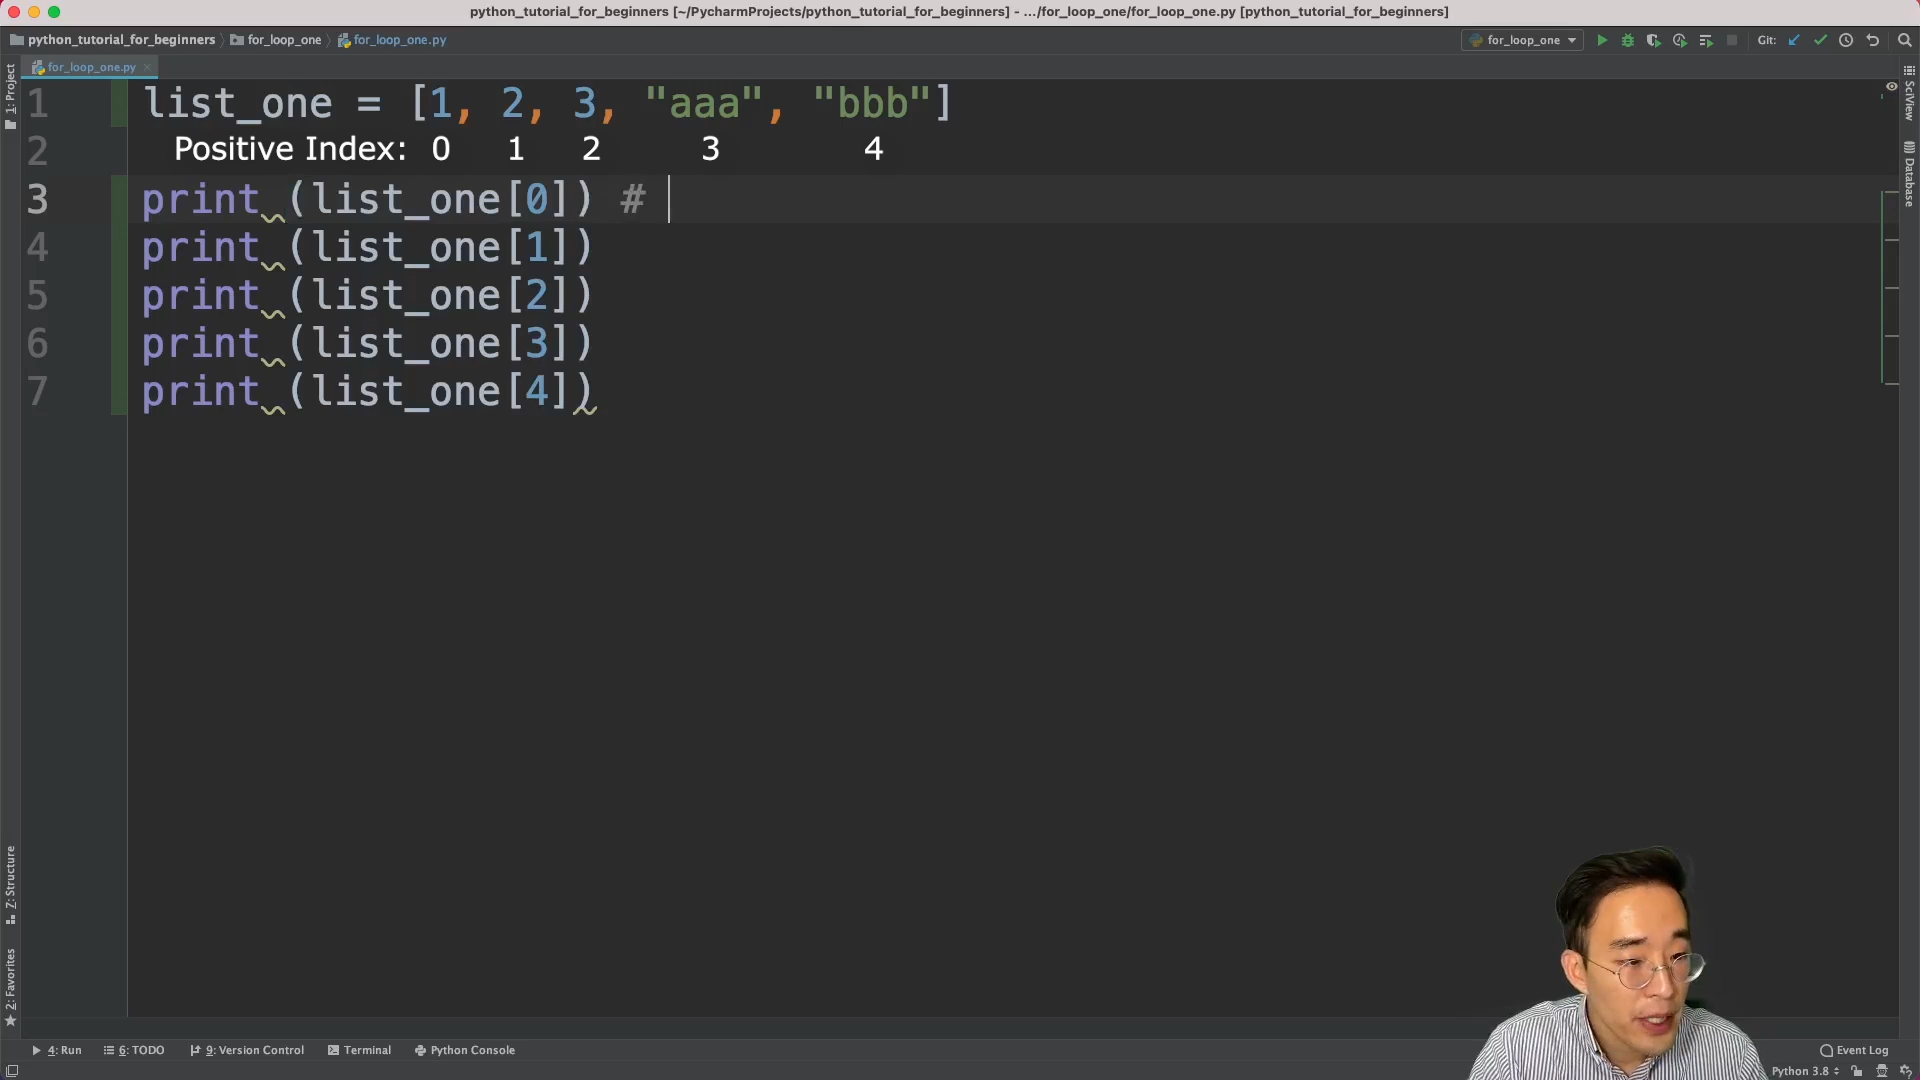 python_tutorial_for_beginners [~/PycharmProjects/python_tutorial_for_beginners] - .../for_loop_one/for_loop_one.py [python_tutorial_for_beginners]
python_tutorial_for_beginners for_loop_one for_loop_one.py for_loop_one Git:
for_loop_one.py
1: Project
SciView
Database
1 list_one = [1, 2, 3, "aaa", "bbb"]
2 Positive Index: 0 1 2 3 4
3 print (list_one[0]) #
4 print (list_one[1])
5 print (list_one[2])
6 print (list_one[3])
7 print (list_one[4])
Z: Structure
2: Favorites
4: Run 6: TODO 9: Version Control Terminal Python Console Event Log
Python 3.8